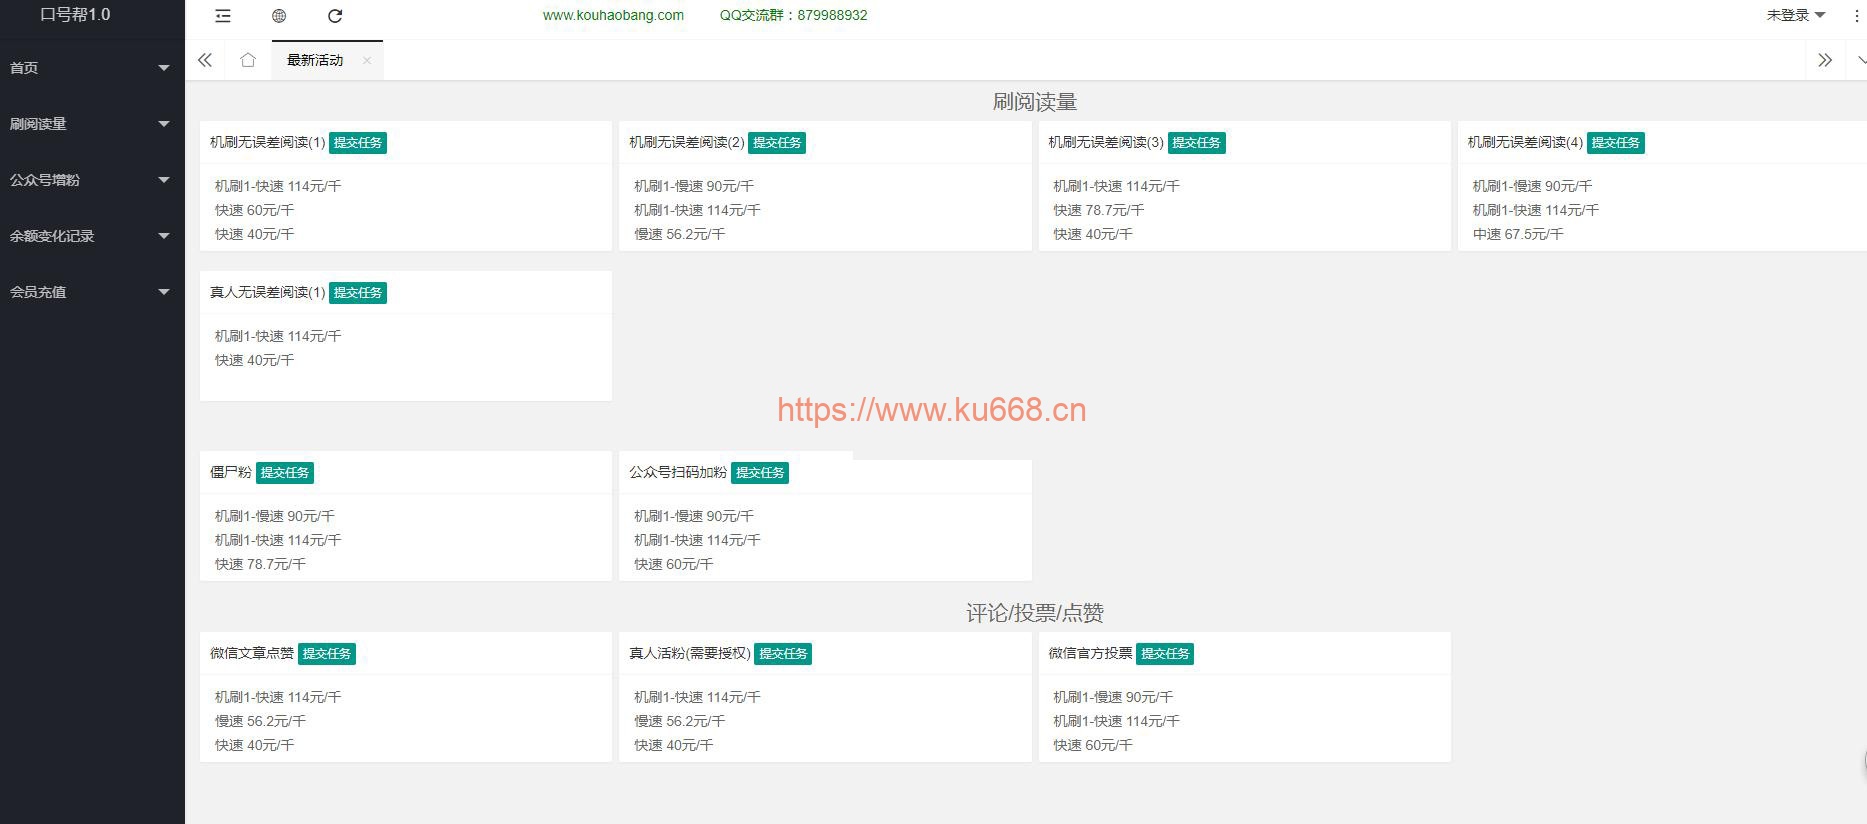 口号帮1.0
www.kouhaobang.com QQ交流群：879988932
未登录
首页
刷阅读量
公众号增粉
余额变化记录
会员充值
最新活动
刷阅读量
机刷无误差阅读(1) 提交任务
机刷1-快速 114元/千
快速 60元/千
快速 40元/千
机刷无误差阅读(2) 提交任务
机刷1-慢速 90元/千
机刷1-快速 114元/千
慢速 56.2元/千
机刷无误差阅读(3) 提交任务
机刷1-快速 114元/千
快速 78.7元/千
快速 40元/千
机刷无误差阅读(4) 提交任务
机刷1-慢速 90元/千
机刷1-快速 114元/千
中速 67.5元/千
真人无误差阅读(1) 提交任务
机刷1-快速 114元/千
快速 40元/千
https://www.ku668.cn
僵尸粉 提交任务
机刷1-慢速 90元/千
机刷1-快速 114元/千
快速 78.7元/千
公众号扫码加粉 提交任务
机刷1-慢速 90元/千
机刷1-快速 114元/千
快速 60元/千
评论/投票/点赞
微信文章点赞 提交任务
机刷1-快速 114元/千
慢速 56.2元/千
快速 40元/千
真人活粉(需要授权) 提交任务
机刷1-快速 114元/千
慢速 56.2元/千
快速 40元/千
微信官方投票 提交任务
机刷1-慢速 90元/千
机刷1-快速 114元/千
快速 60元/千